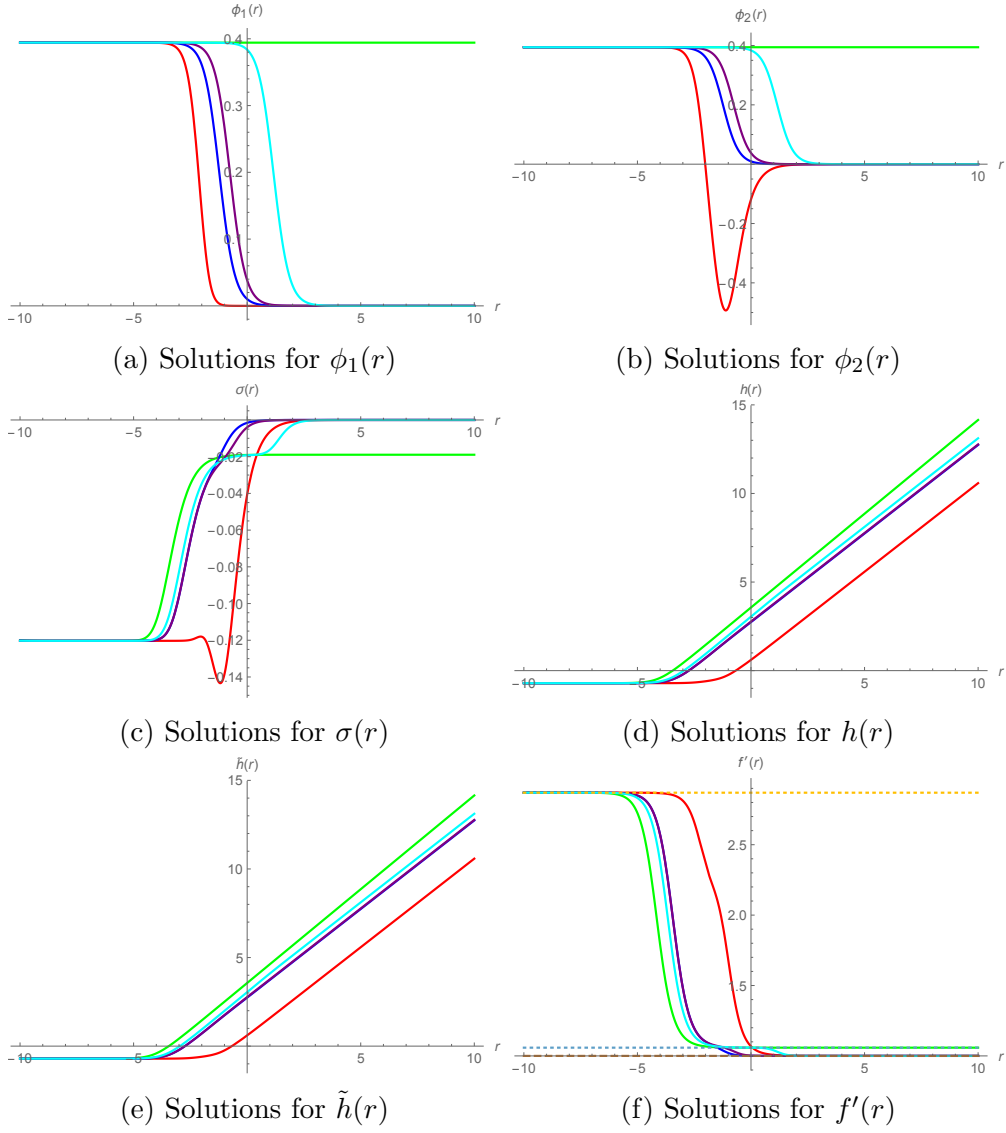 ϕ₁(r)
0.4
0.3
0.2
0.1
-10 -5 5 10 r
(a) Solutions for ϕ₁(r)
ϕ₂(r)
0.4
0.2
-10 -5 5 10 r
-0.2
-0.4
(b) Solutions for ϕ₂(r)
σ(r)
-10 -5 5 10 r
-0.02
-0.04
-0.06
-0.08
-0.10
-0.12
-0.14
(c) Solutions for σ(r)
h(r)
15
10
5
-10 -5 5 10 r
(d) Solutions for h(r)
h̃(r)
15
10
5
-10 -5 5 10 r
(e) Solutions for h̃(r)
f′(r)
2.5
2.0
1.5
-10 -5 5 10 r
(f) Solutions for f′(r)